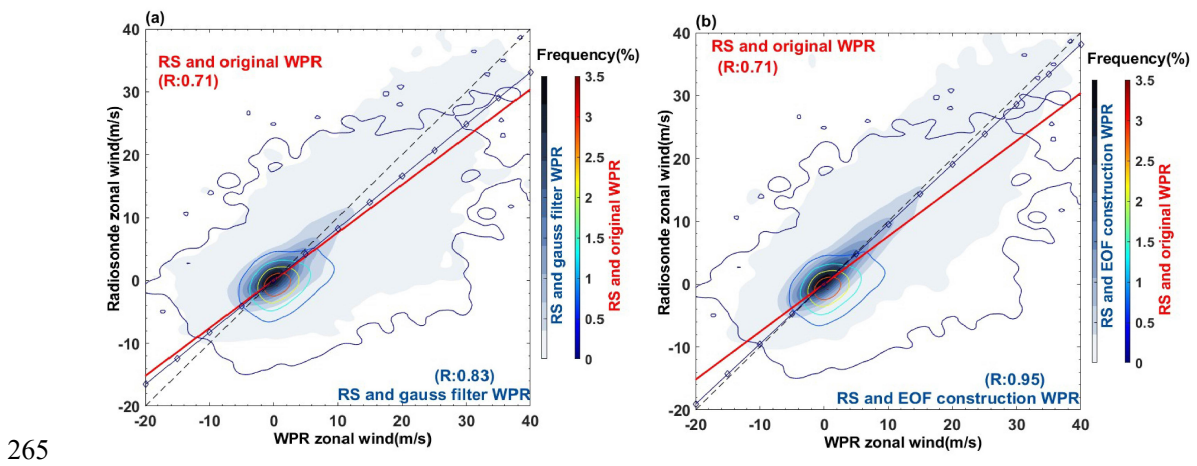 (a)
RS and original WPR
(R:0.71)
Frequency(%)
Radiosonde zonal wind(m/s)
40
30
20
10
0
-10
-20
-20
-10
0
10
20
30
40
WPR zonal wind(m/s)
(R:0.83)
RS and gauss filter WPR
RS and gauss filter WPR
RS and original WPR
3.5
3
2.5
2
1.5
1
0.5
0
(b)
RS and original WPR
(R:0.71)
Frequency(%)
Radiosonde zonal wind(m/s)
40
30
20
10
0
-10
-20
-20
-10
0
10
20
30
40
WPR zonal wind(m/s)
(R:0.95)
RS and EOF construction WPR
RS and EOF construction WPR
RS and original WPR
3.5
3
2.5
2
1.5
1
0.5
0
265